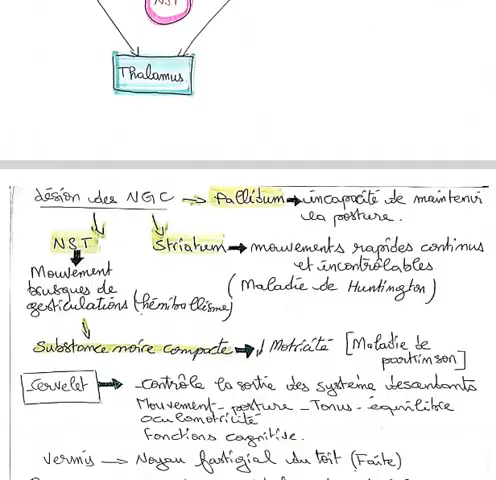 NST
Thalamus
Lésion des NGC → Pallidum → incapacité de maintenir
la posture.
NST
Striatum → mouvements rapides continus
et incontrôlables
(Maladie de Huntington)
Mouvement
brusques de
gesticulations (hémiballisme)
Substance noire compacte → ↓ Motricité [Maladie de
parkinson]
Cervelet → - Contrôle la sortie des système descendants
Mouvement - posture - Tonus - équilibre
oculomotricité
Fonctions cognitive.
Vermis → Noyau fastigial du toit (Faite)